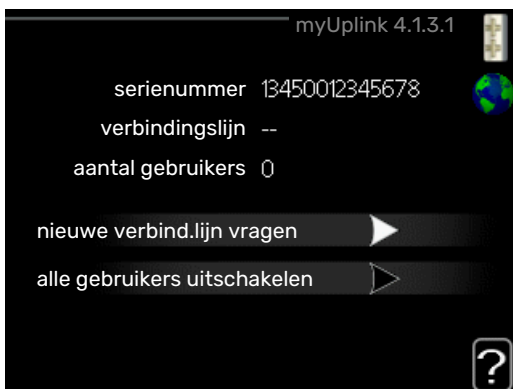 myUplink 4.1.3.1
serienummer 13450012345678
verbindingslijn --
aantal gebruikers 0
nieuwe verbind.lijn vragen
alle gebruikers uitschakelen
?